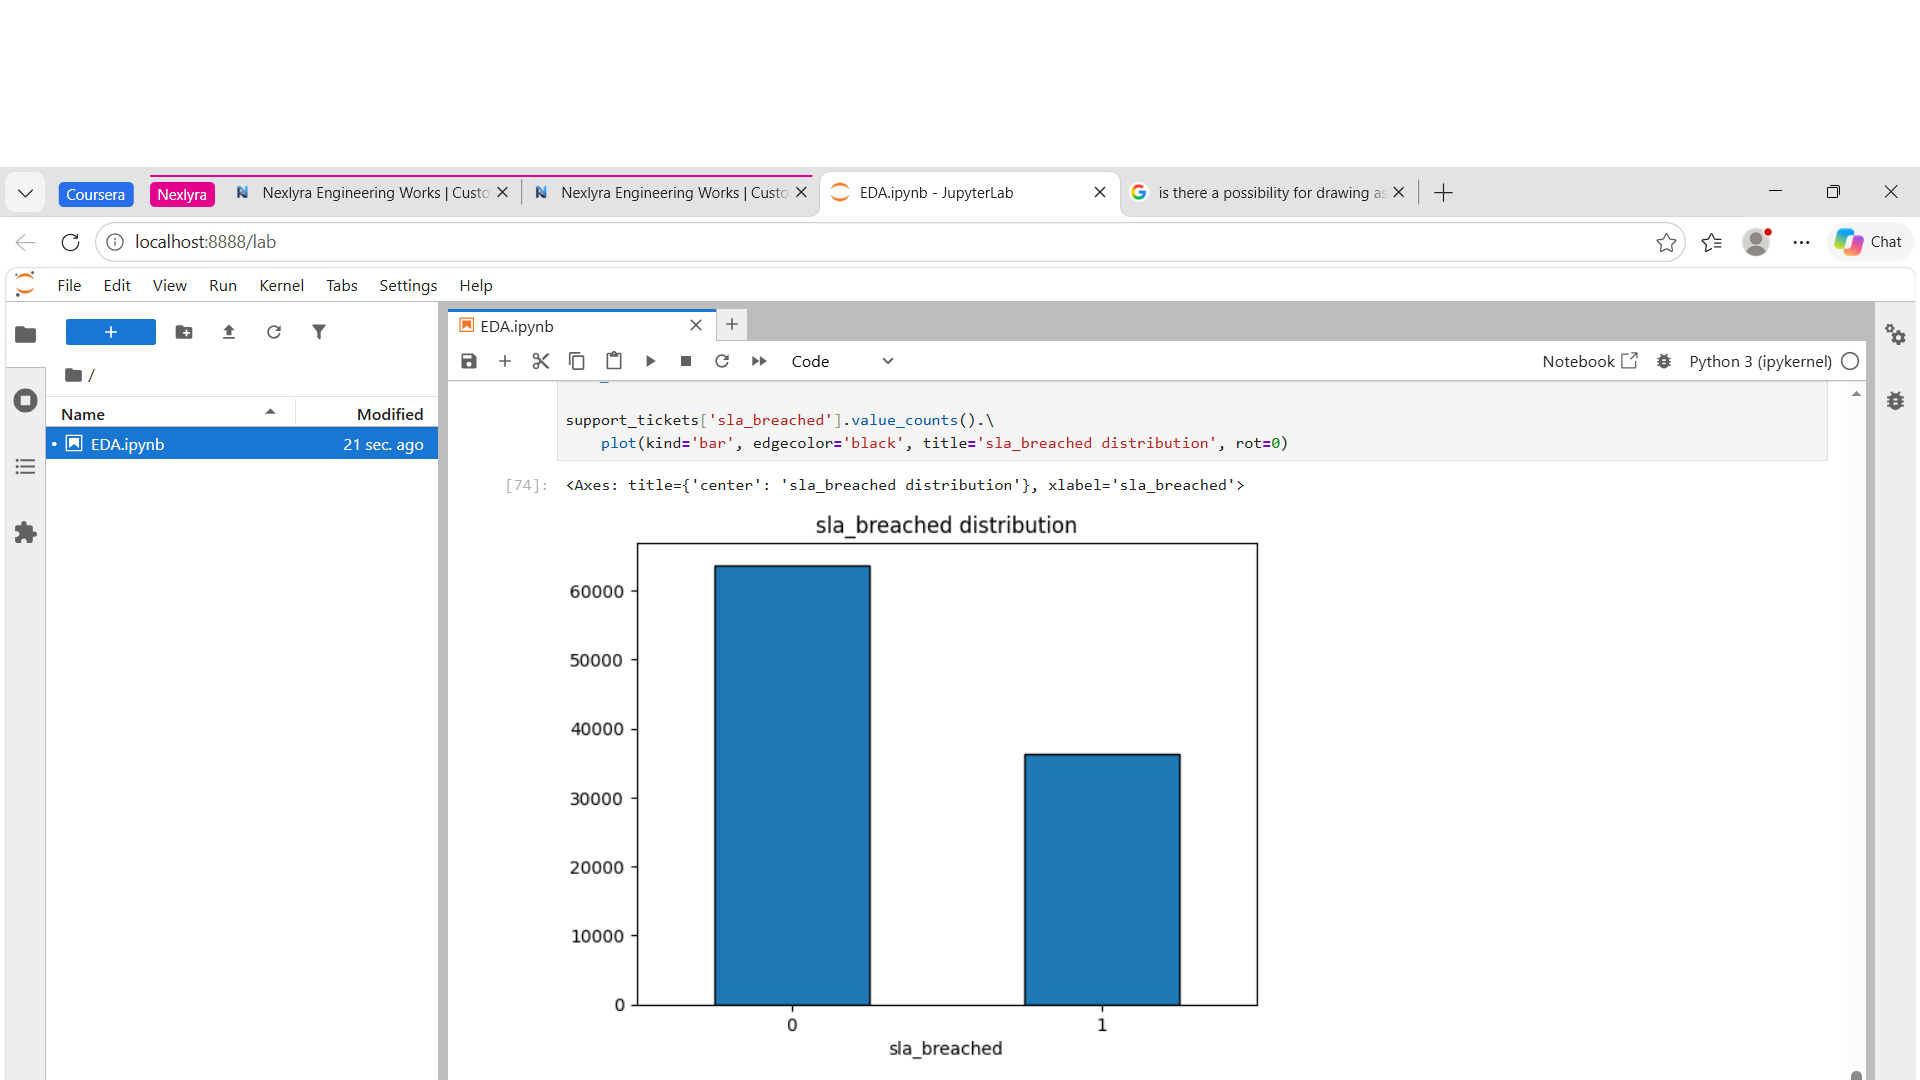 Coursera
Nexlyra
Nexlyra Engineering Works | Custo
Nexlyra Engineering Works | Custo
EDA.ipynb - JupyterLab
is there a possibility for drawing as
localhost:8888/lab
Chat
File Edit View Run Kernel Tabs Settings Help
/
Name Modified
EDA.ipynb 21 sec. ago
EDA.ipynb
Code
Notebook
Python 3 (ipykernel)
support_tickets['sla_breached'].value_counts().\
plot(kind='bar', edgecolor='black', title='sla_breached distribution', rot=0)
[74]: <Axes: title={'center': 'sla_breached distribution'}, xlabel='sla_breached'>
sla_breached distribution
60000
50000
40000
30000
20000
10000
0
0 1
sla_breached